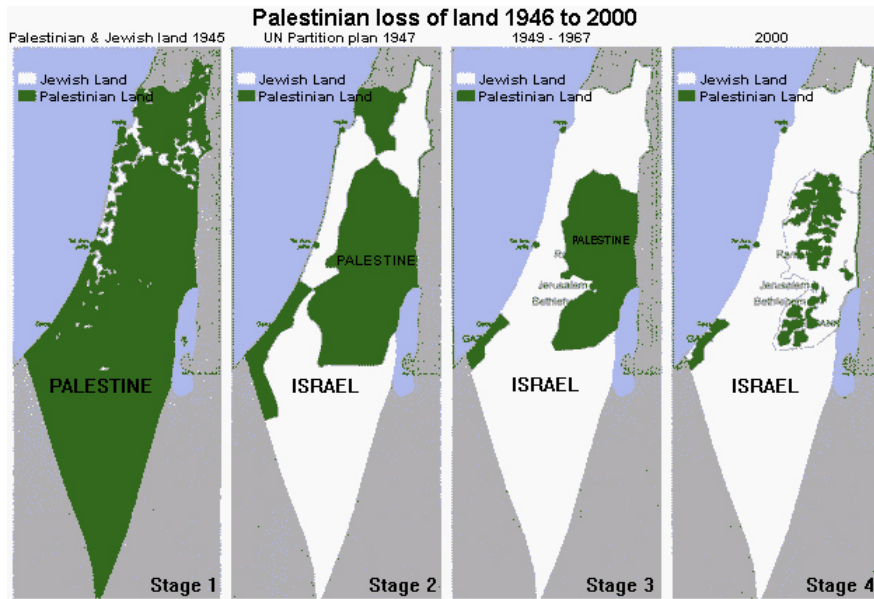 Palestinian loss of land 1946 to 2000
Palestinian & Jewish land 1945
UN Partition plan 1947
1949 - 1967
2000
Jewish Land
Palestinian Land
PALESTINE
Stage 1
Jewish Land
Palestinian Land
PALESTINE
ISRAEL
Stage 2
Jewish Land
Palestinian Land
PALESTINE
Jerusalem
ISRAEL
Stage 3
Jewish Land
Palestinian Land
Jerusalem
Bethlehem
ISRAEL
Stage 4